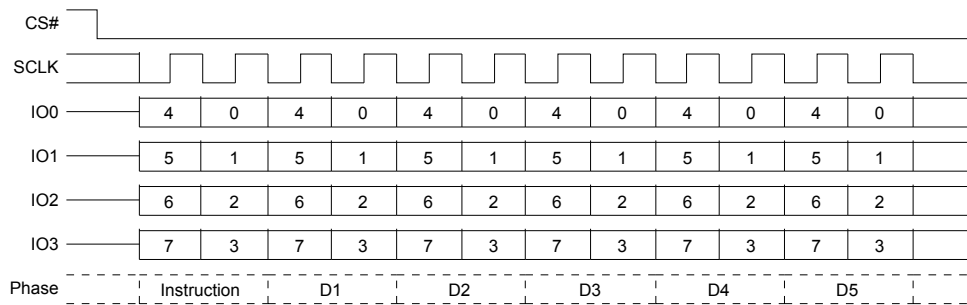 CS#
SCLK
IO0 4 0 4 0 4 0 4 0 4 0 4 0
IO1 5 1 5 1 5 1 5 1 5 1 5 1
IO2 6 2 6 2 6 2 6 2 6 2 6 2
IO3 7 3 7 3 7 3 7 3 7 3 7 3
Phase Instruction D1 D2 D3 D4 D5